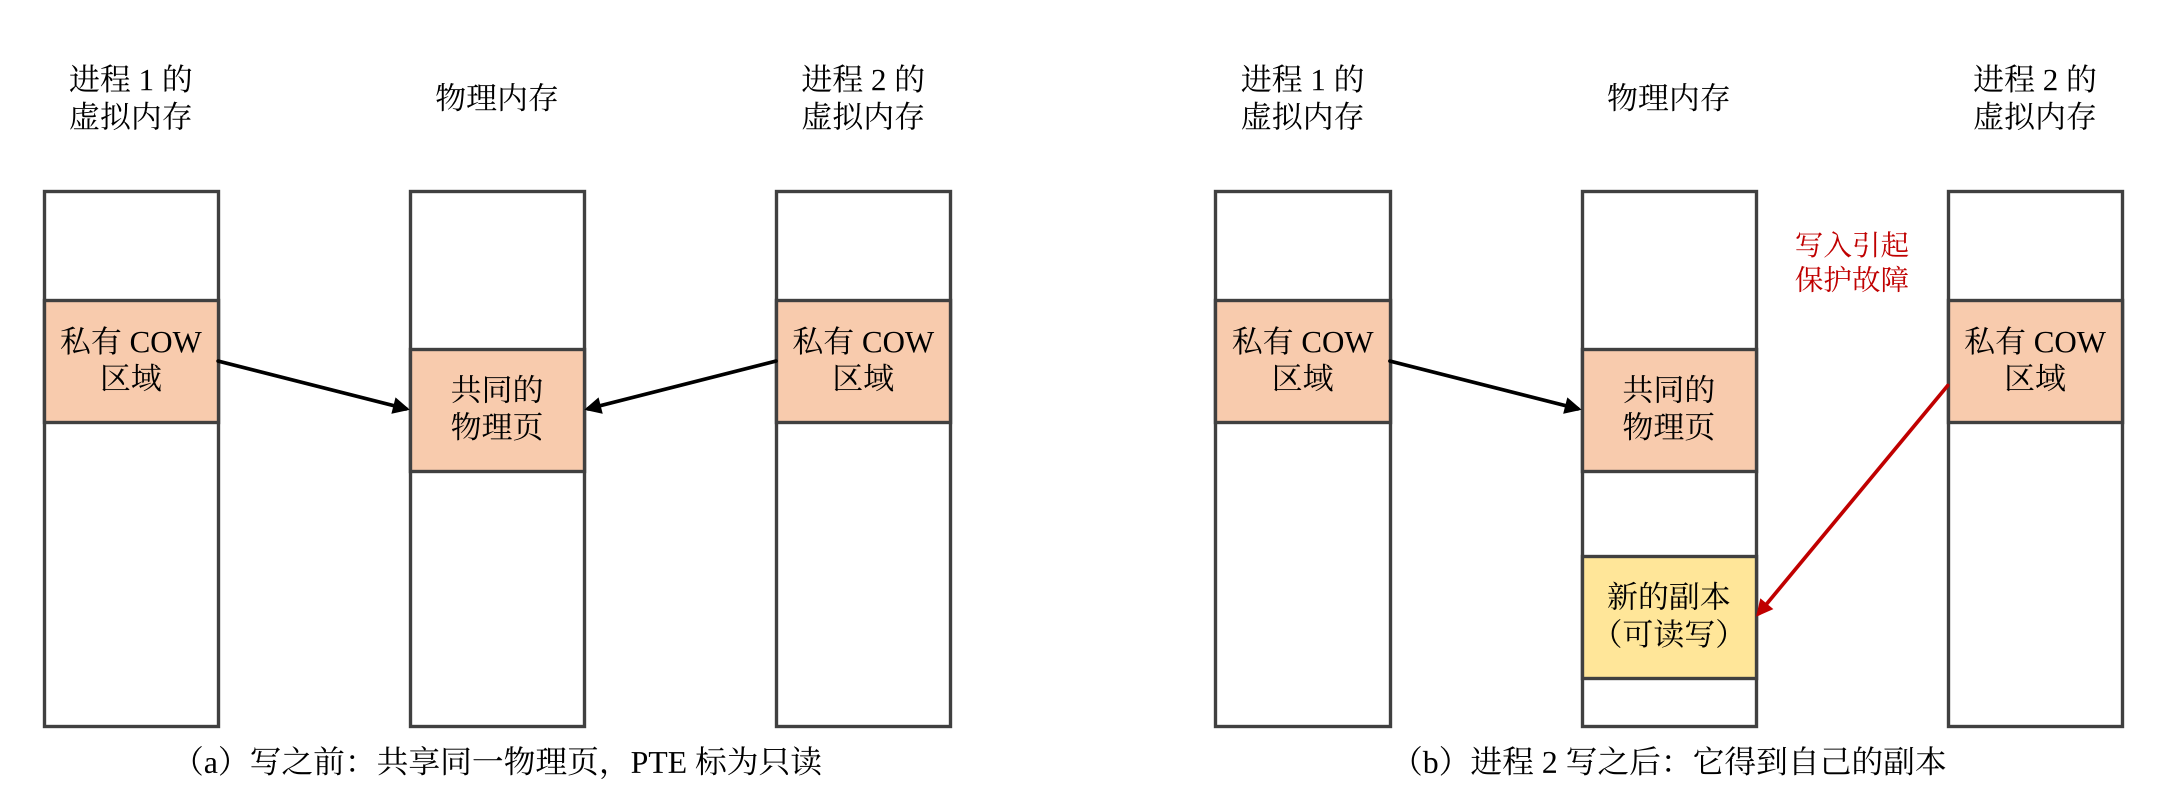 进程 1 的
虚拟内存
物理内存
进程 2 的
虚拟内存
私有 COW
区域
共同的
物理页
私有 COW
区域
（a）写之前：共享同一物理页，PTE 标为只读
进程 1 的
虚拟内存
物理内存
进程 2 的
虚拟内存
写入引起
保护故障
私有 COW
区域
共同的
物理页
私有 COW
区域
新的副本
（可读写）
（b）进程 2 写之后：它得到自己的副本